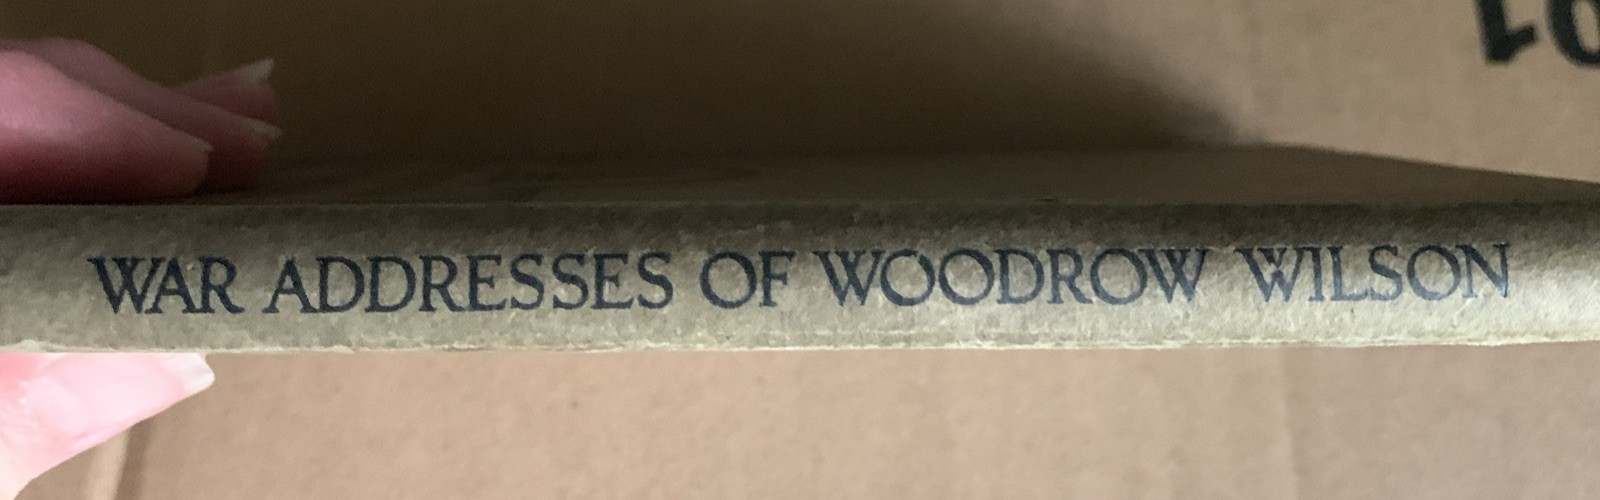 WAR ADDRESSES OF WOODROW WILSON